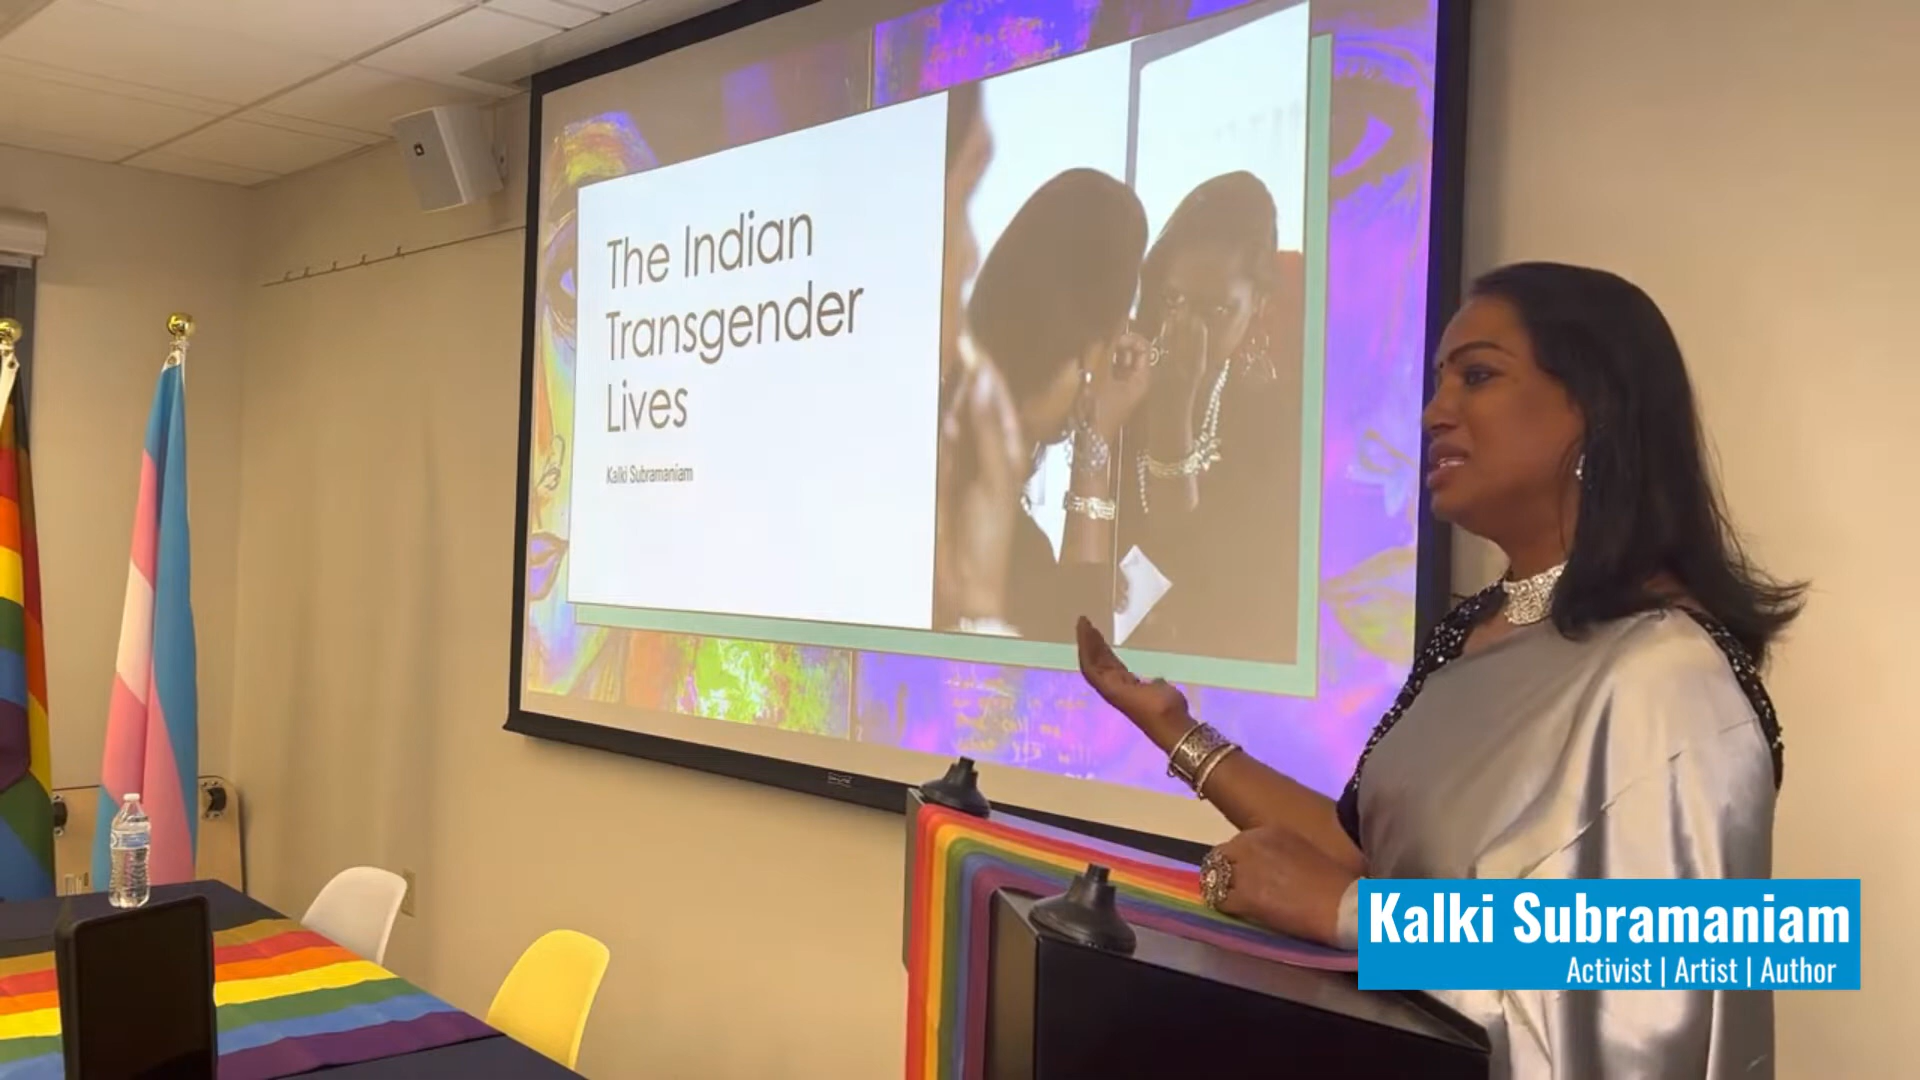 The Indian
Transgender
Lives
Kalki Subramaniam
Kalki Subramaniam
Activist | Artist | Author